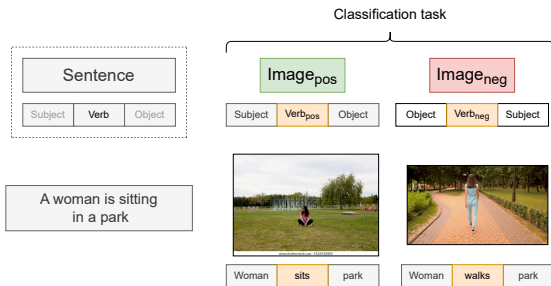 Classification task
Sentence
Image_pos
Image_neg
Subject Verb Object
Subject Verb_pos Object
Object Verb_neg Subject
A woman is sitting
in a park
Woman sits park
Woman walks park